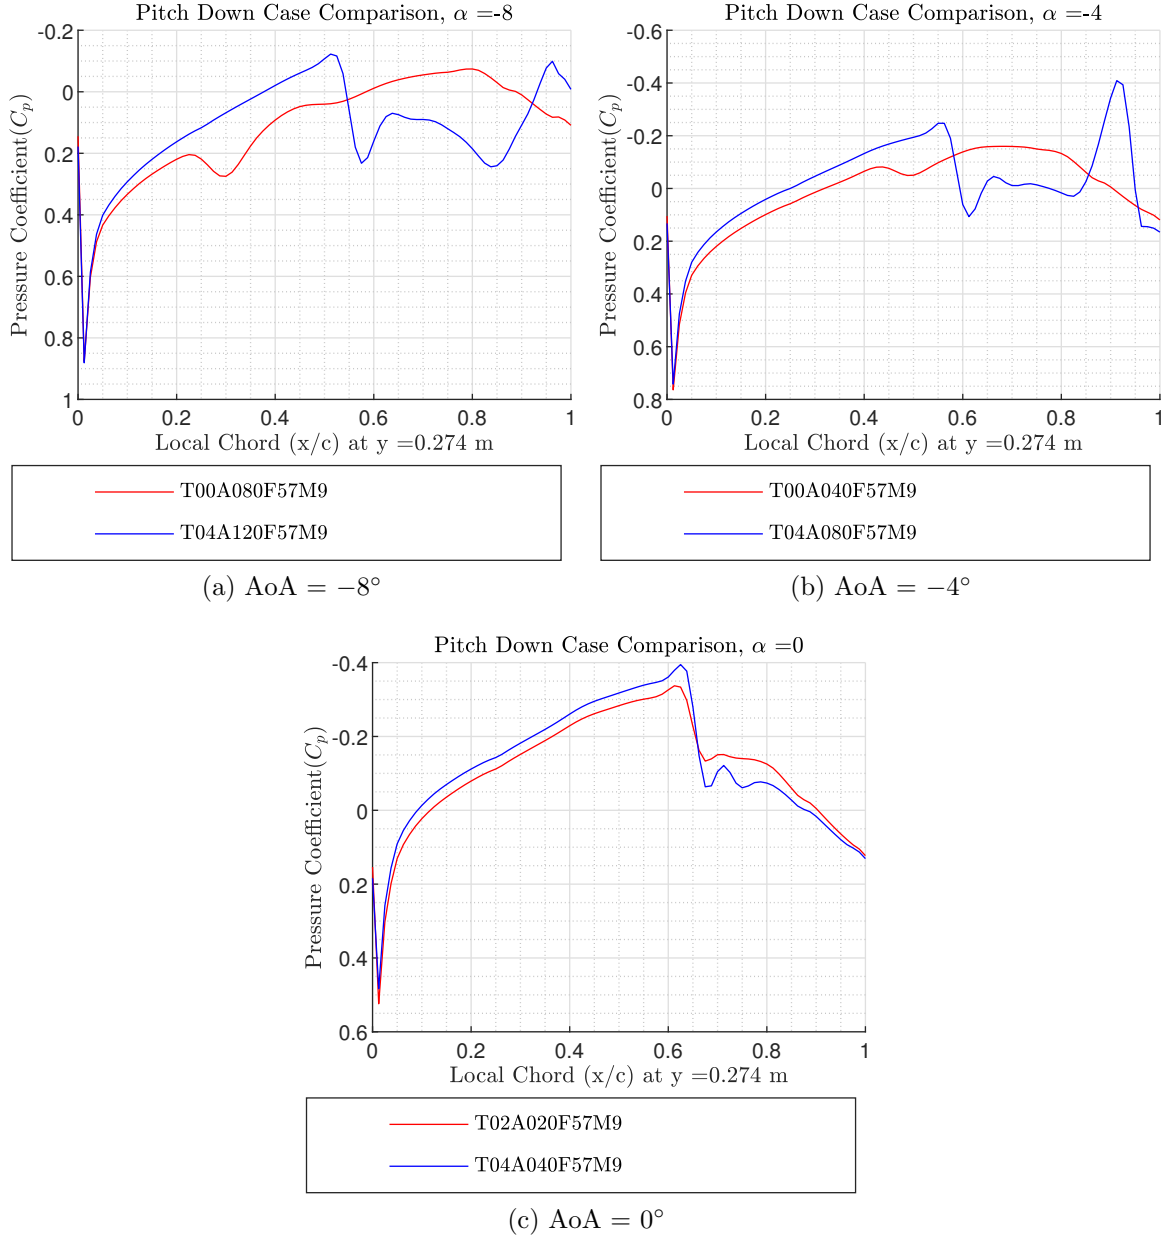 Pitch Down Case Comparison, α =-8
-0.2
0
0.2
0.4
0.6
0.8
1
Pressure Coefficient(C_p)
0 0.2 0.4 0.6 0.8 1
Local Chord (x/c) at y =0.274 m
T00A080F57M9
T04A120F57M9
(a) AoA = −8°
Pitch Down Case Comparison, α =-4
-0.6
-0.4
-0.2
0
0.2
0.4
0.6
0.8
Pressure Coefficient(C_p)
0 0.2 0.4 0.6 0.8 1
Local Chord (x/c) at y =0.274 m
T00A040F57M9
T04A080F57M9
(b) AoA = −4°
Pitch Down Case Comparison, α =0
-0.4
-0.2
0
0.2
0.4
0.6
Pressure Coefficient(C_p)
0 0.2 0.4 0.6 0.8 1
Local Chord (x/c) at y =0.274 m
T02A020F57M9
T04A040F57M9
(c) AoA = 0°